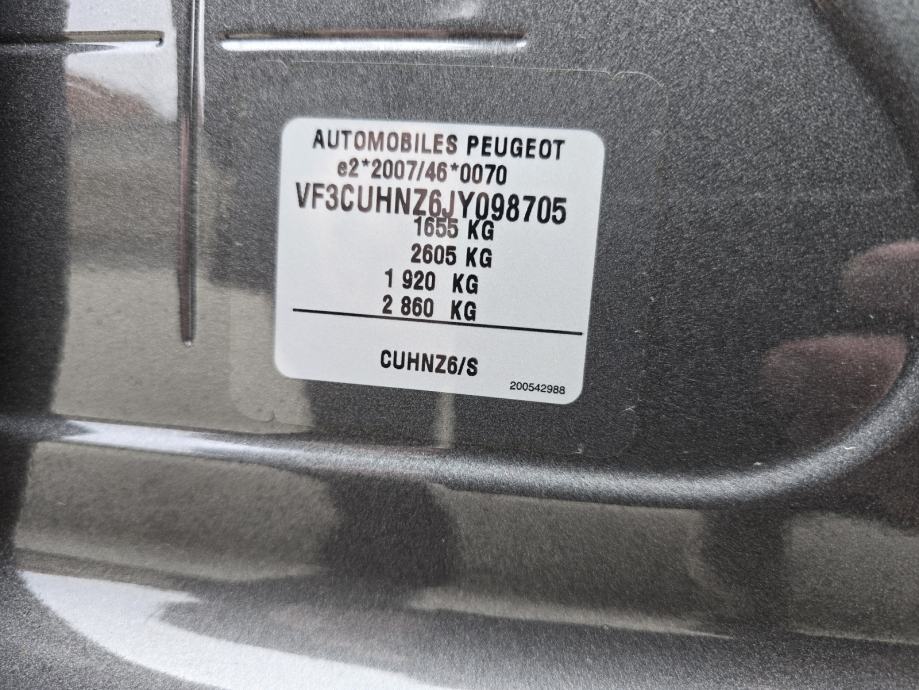 AUTOMOBILES PEUGEOT
e2*2007/46*0070
VF3CUHNZ6JY098705
1655 KG
2605 KG
1 920 KG
2 860 KG
CUHNZ6/S
200542988